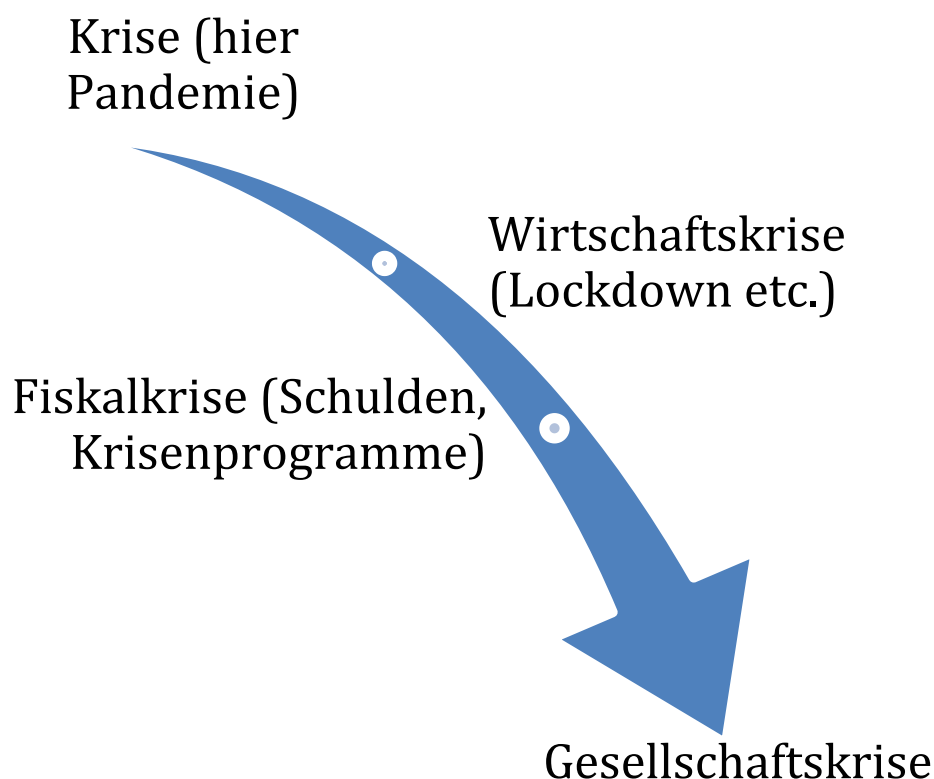 Krise (hier
Pandemie)
Wirtschaftskrise
(Lockdown etc.)
Fiskalkrise (Schulden,
Krisenprogramme)
Gesellschaftskrise